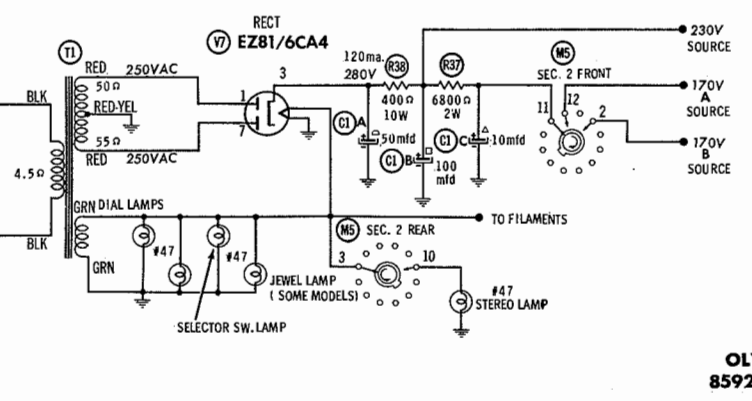 RECT
V7 EZ81/6CA4
T1
RED 250VAC
50Ω
RED-YEL
55Ω
RED 250VAC
BLK
4.5Ω
BLK
1
7
3
120ma.
280V
R38
400Ω
10W
R37
6800Ω
2W
C1 A
50mfd
C1 B
100
mfd
C1 C
10mfd
M5
SEC. 2 FRONT
11
12
2
230V
SOURCE
170V
A
SOURCE
170V
B
SOURCE
GRN DIAL LAMPS
GRN
#47
#47
SELECTOR SW. LAMP
JEWEL LAMP
(SOME MODELS)
M5 SEC. 2 REAR
3
10
TO FILAMENTS
#47
STEREO LAMP
8592